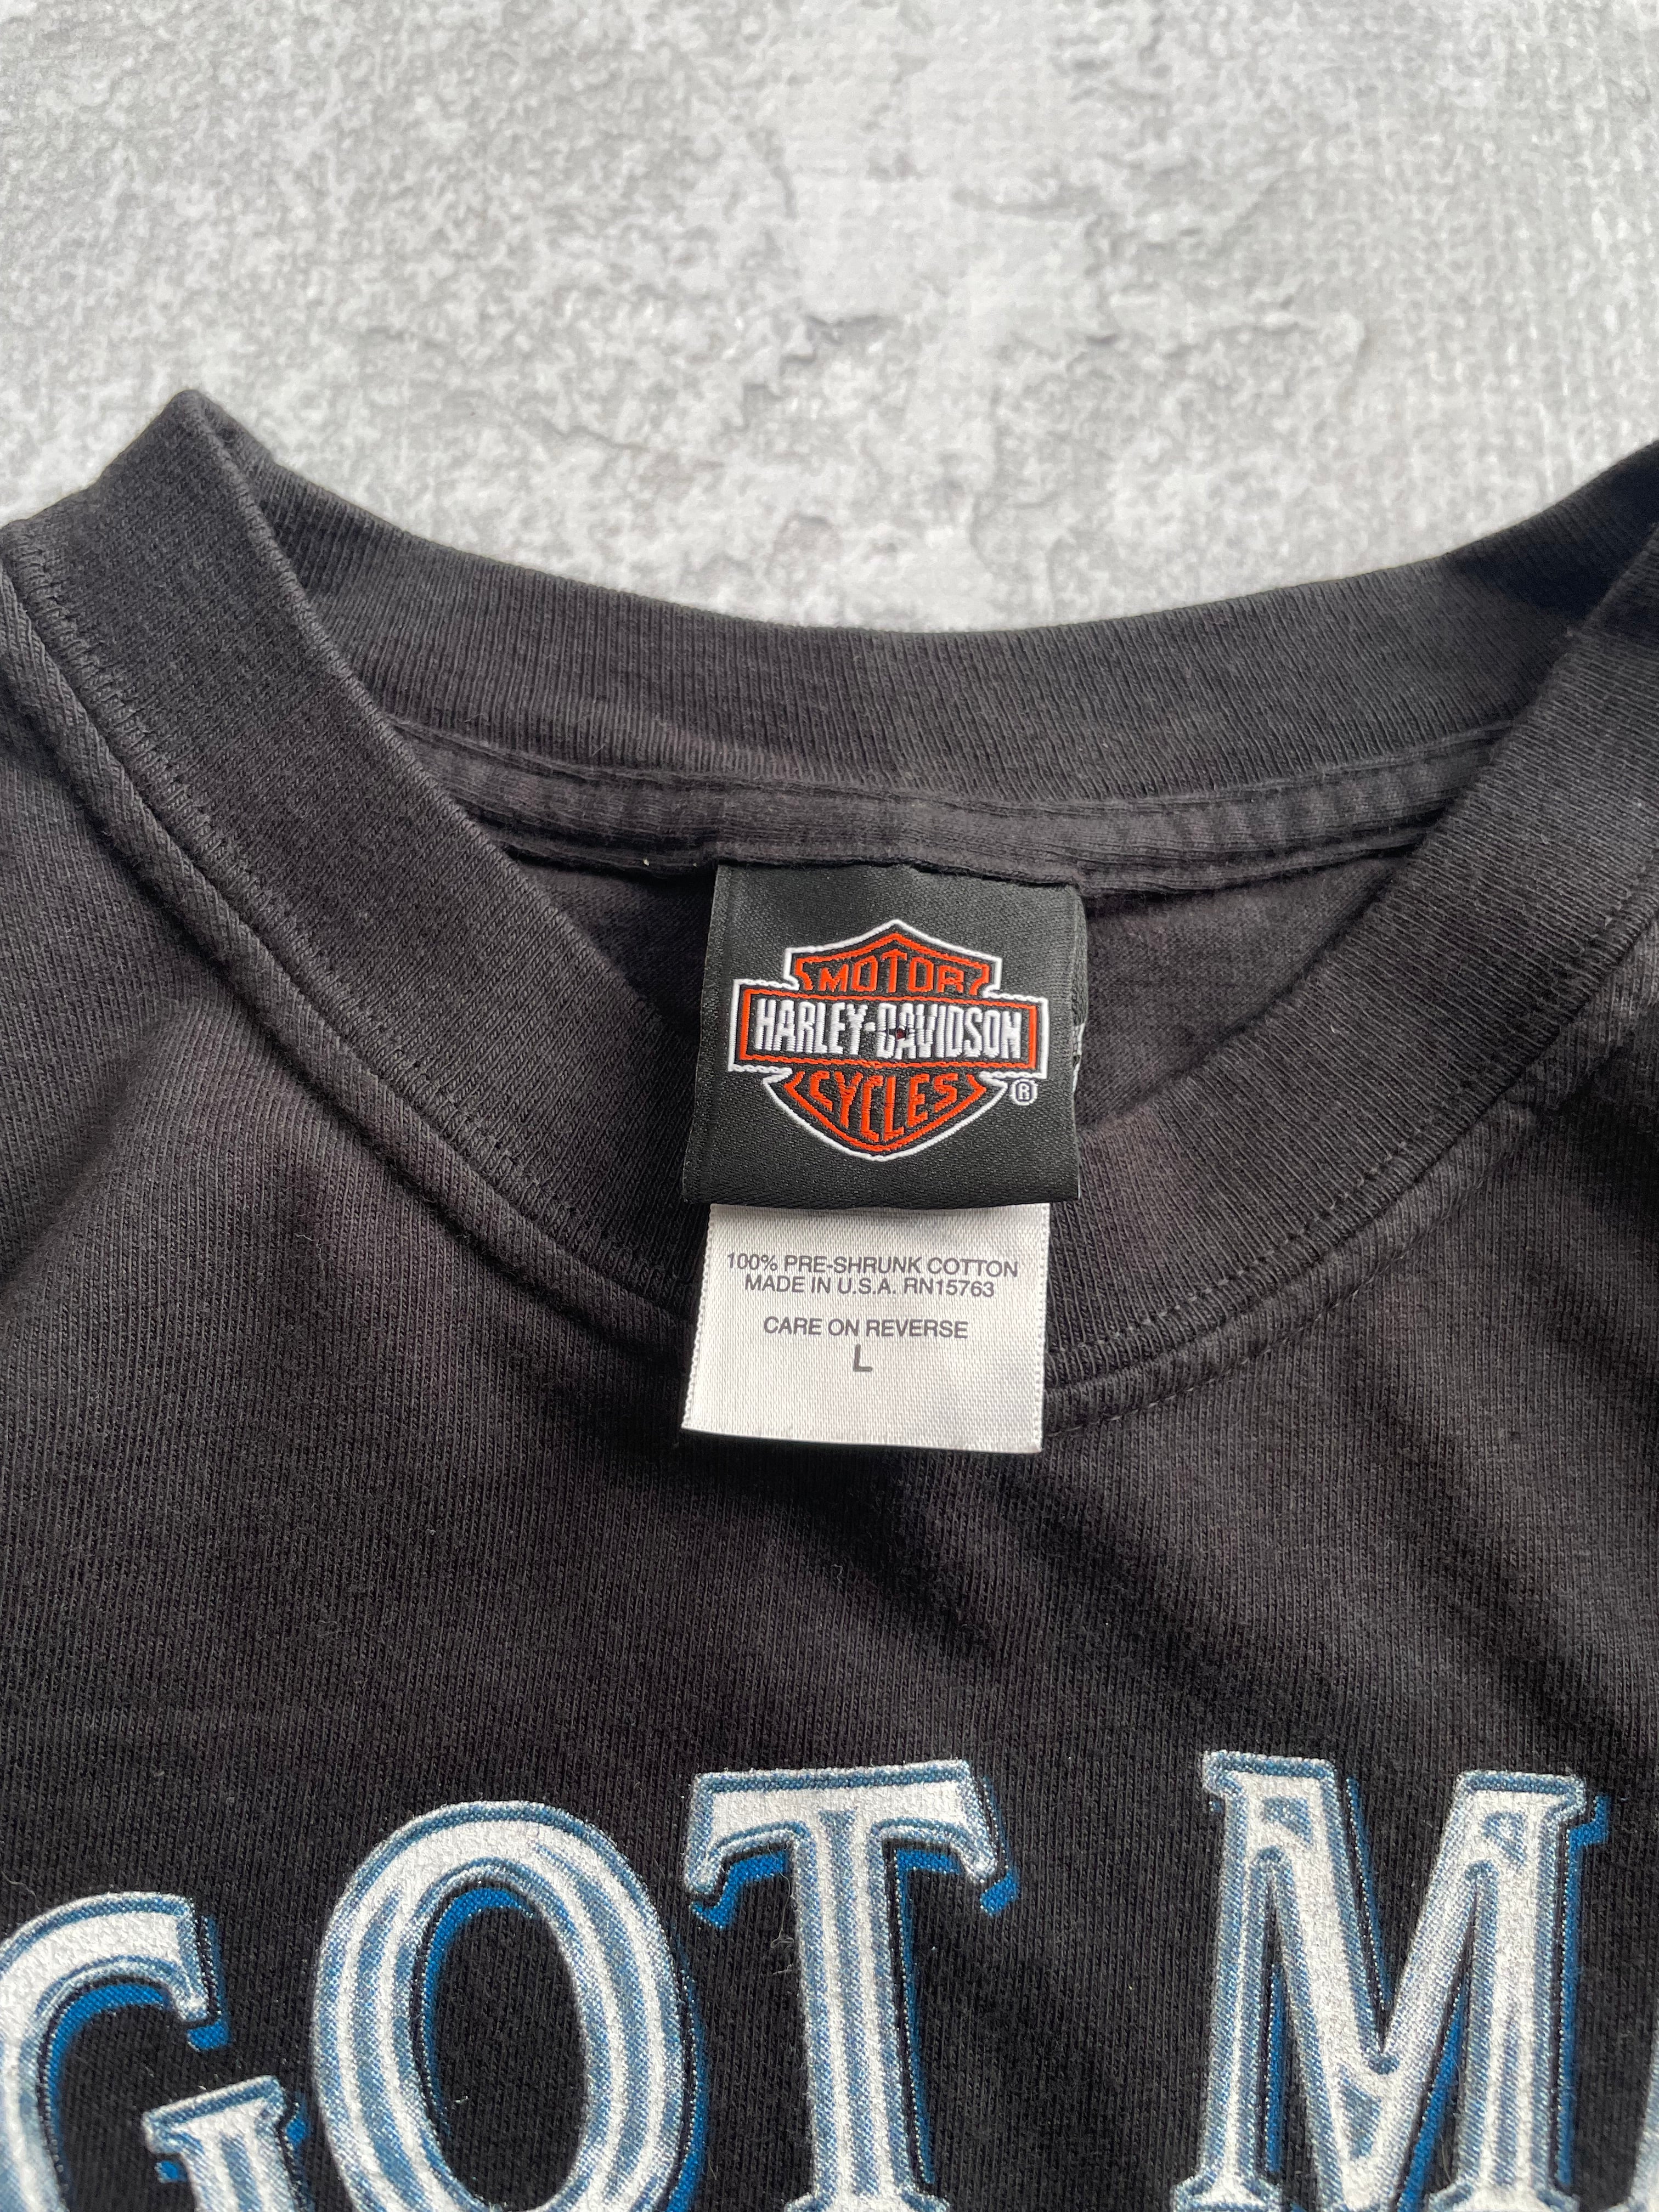 MOTOR
HARLEY-DAVIDSON
CYCLES
®
100% PRE-SHRUNK COTTON
MADE IN U.S.A. RN15763
CARE ON REVERSE
L
GOT M